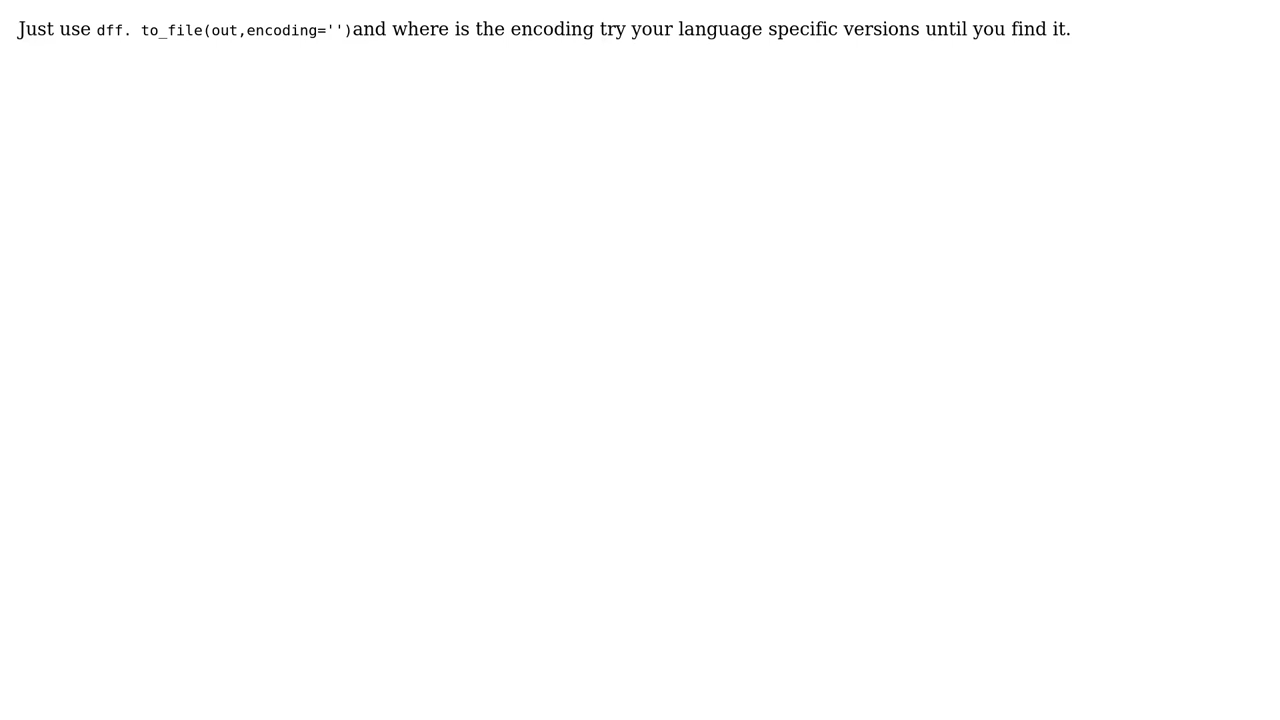 Just use dff. to_file(out,encoding='')and where is the encoding try your language specific versions until you find it.